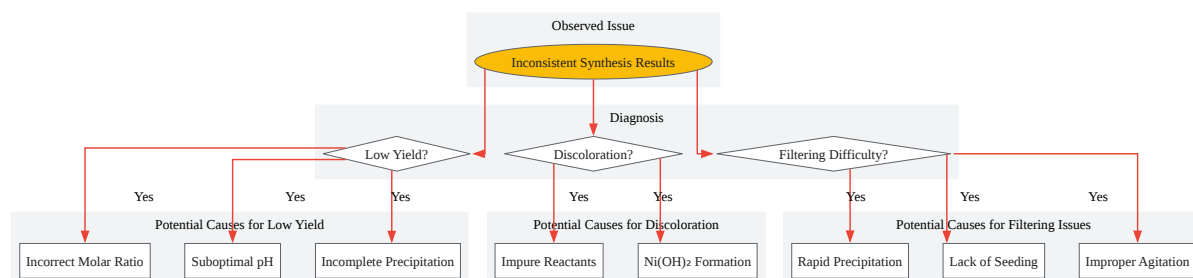 Observed Issue
Inconsistent Synthesis Results
Diagnosis
Low Yield?
Discoloration?
Filtering Difficulty?
Yes
Yes
Yes
Yes
Yes
Yes
Yes
Yes
Potential Causes for Low Yield
Potential Causes for Discoloration
Potential Causes for Filtering Issues
Incorrect Molar Ratio
Suboptimal pH
Incomplete Precipitation
Impure Reactants
Ni(OH)₂ Formation
Rapid Precipitation
Lack of Seeding
Improper Agitation